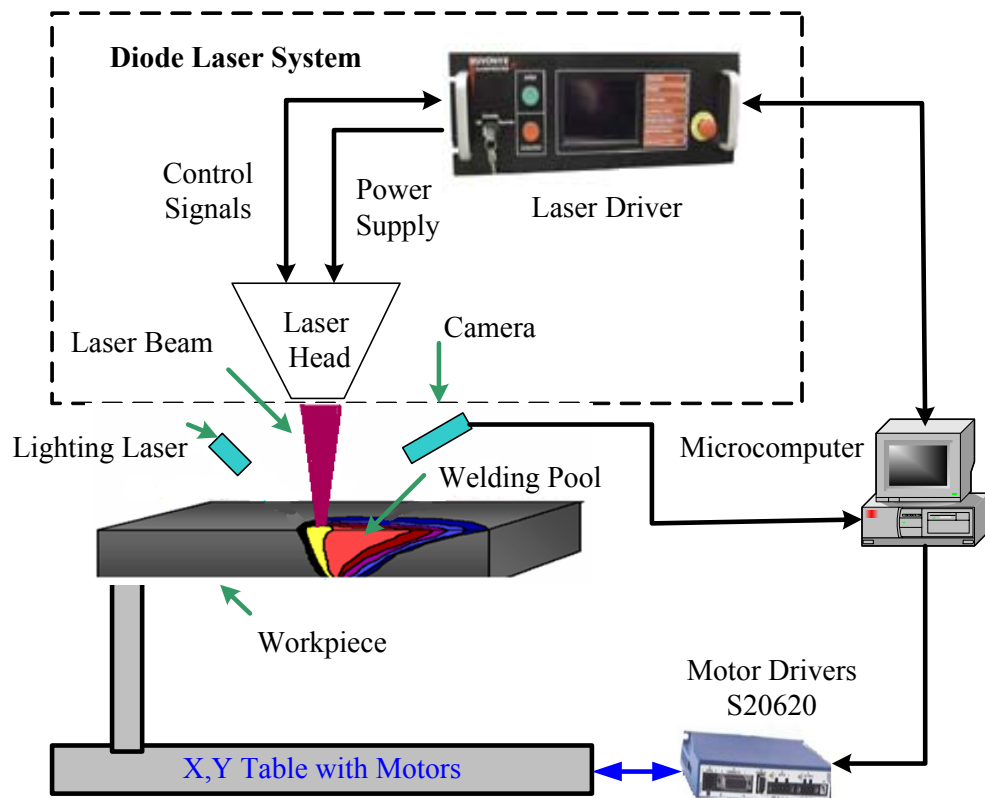 Diode Laser System
Control
Signals
Power
Supply
Laser Driver
Laser
Head
Camera
Laser Beam
Lighting Laser
Welding Pool
Microcomputer
Workpiece
Motor Drivers
S20620
X,Y Table with Motors